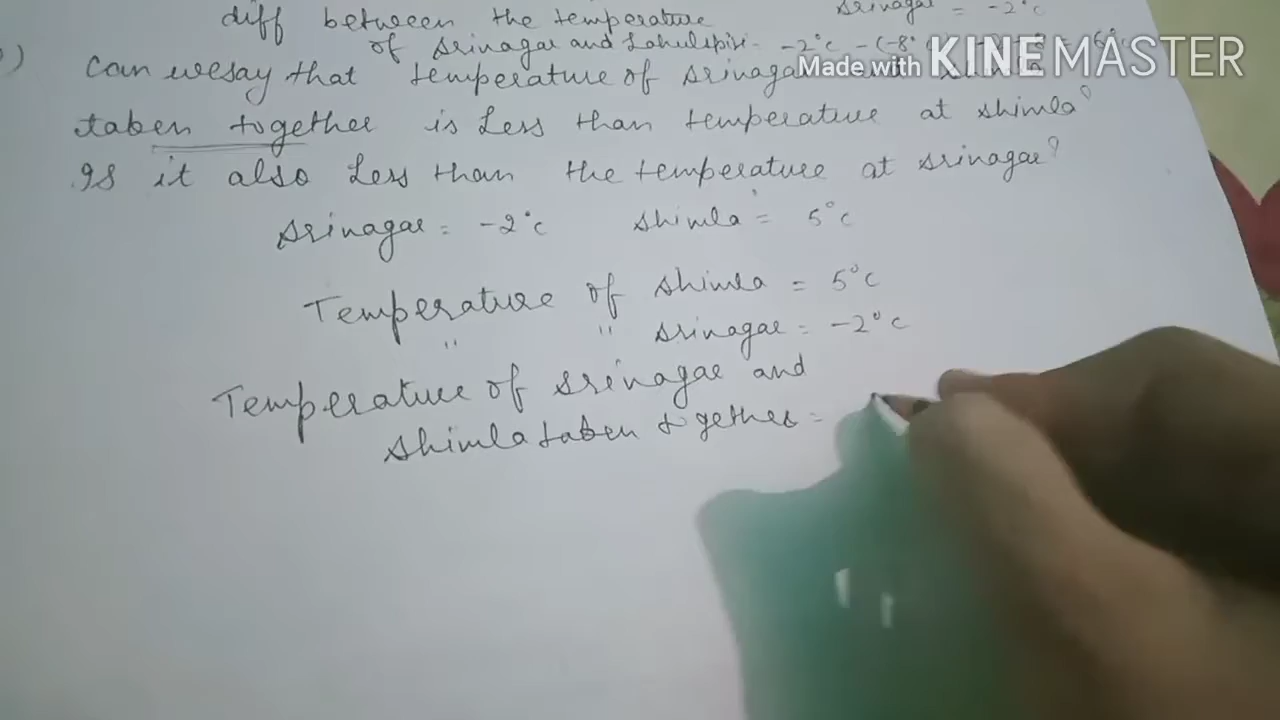 diff between the temperature srinagar = -2°c
of srinagar and Lahulspiti = -2°c - (-8°
Made with KINEMASTER
Can we say that temperature of srinagar
taken together is Less than temperature at shimla?
Is it also Less than the temperature at srinagar?
srinagar = -2°c shimla = 5°c
Temperature of shimla = 5°c
" " srinagar = -2°c
Temperature of srinagar and
shimla taken together =